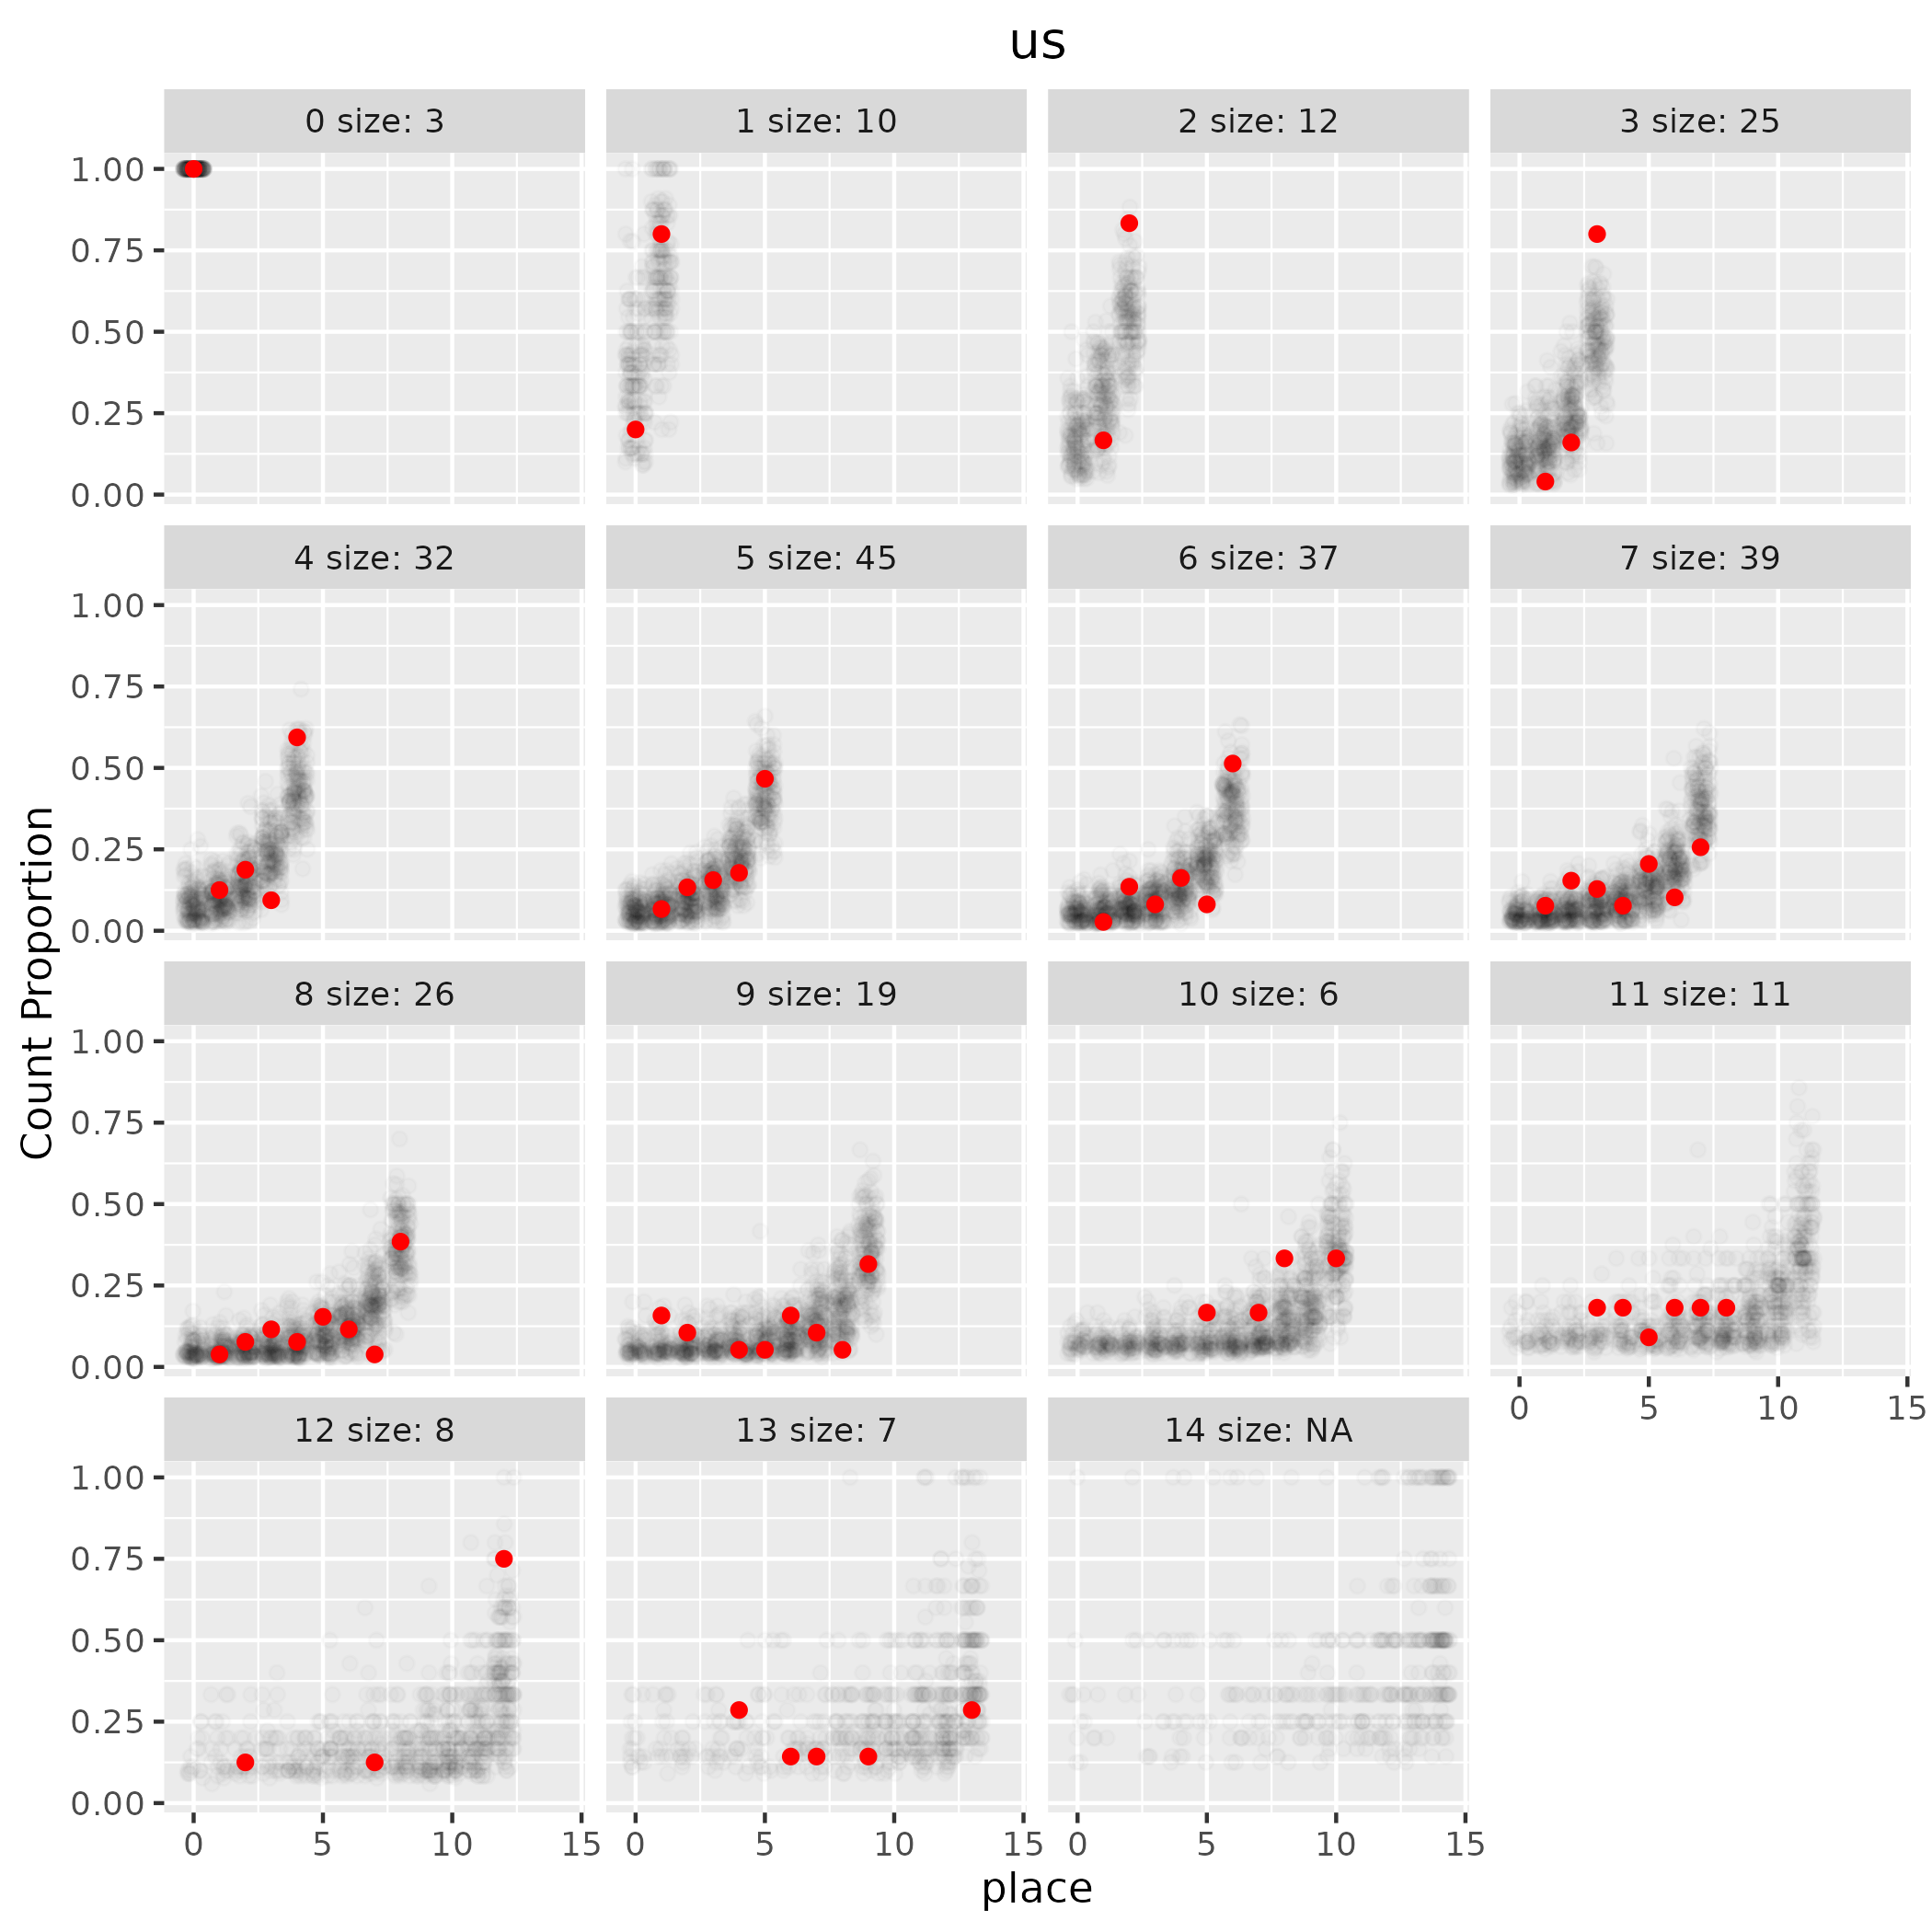 us
0 size: 3
1 size: 10
2 size: 12
3 size: 25
1.00
0.75
0.50
0.25
0.00
4 size: 32
5 size: 45
6 size: 37
7 size: 39
1.00
0.75
0.50
0.25
0.00
Count Proportion
8 size: 26
9 size: 19
10 size: 6
11 size: 11
1.00
0.75
0.50
0.25
0.00
0 5 10 15
12 size: 8
13 size: 7
14 size: NA
1.00
0.75
0.50
0.25
0.00
0 5 10 15
0 5 10 15
0 5 10 15
place